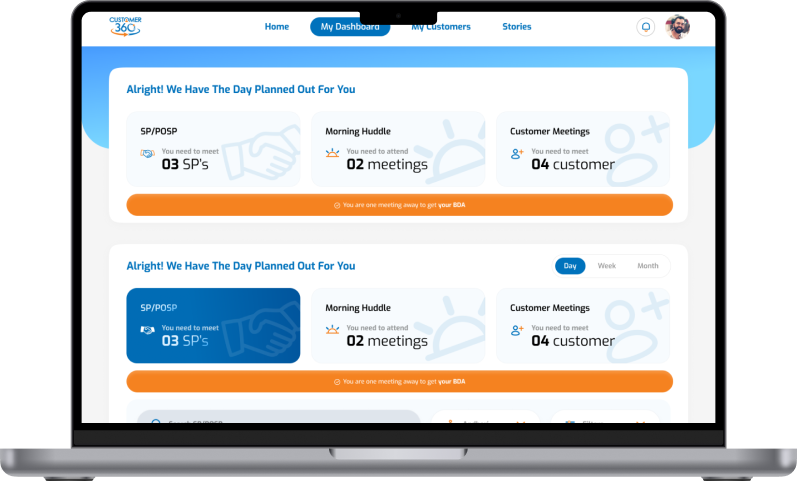 CUSTOMER
360
Home
My Dashboard
My Customers
Stories
Alright! We Have The Day Planned Out For You
SP/POSP
You need to meet
03 SP's
Morning Huddle
You need to attend
02 meetings
Customer Meetings
You need to meet
04 customer
You are one meeting away to get your BDA
Alright! We Have The Day Planned Out For You
Day
Week
Month
SP/POSP
You need to meet
03 SP's
Morning Huddle
You need to attend
02 meetings
Customer Meetings
You need to meet
04 customer
You are one meeting away to get your BDA